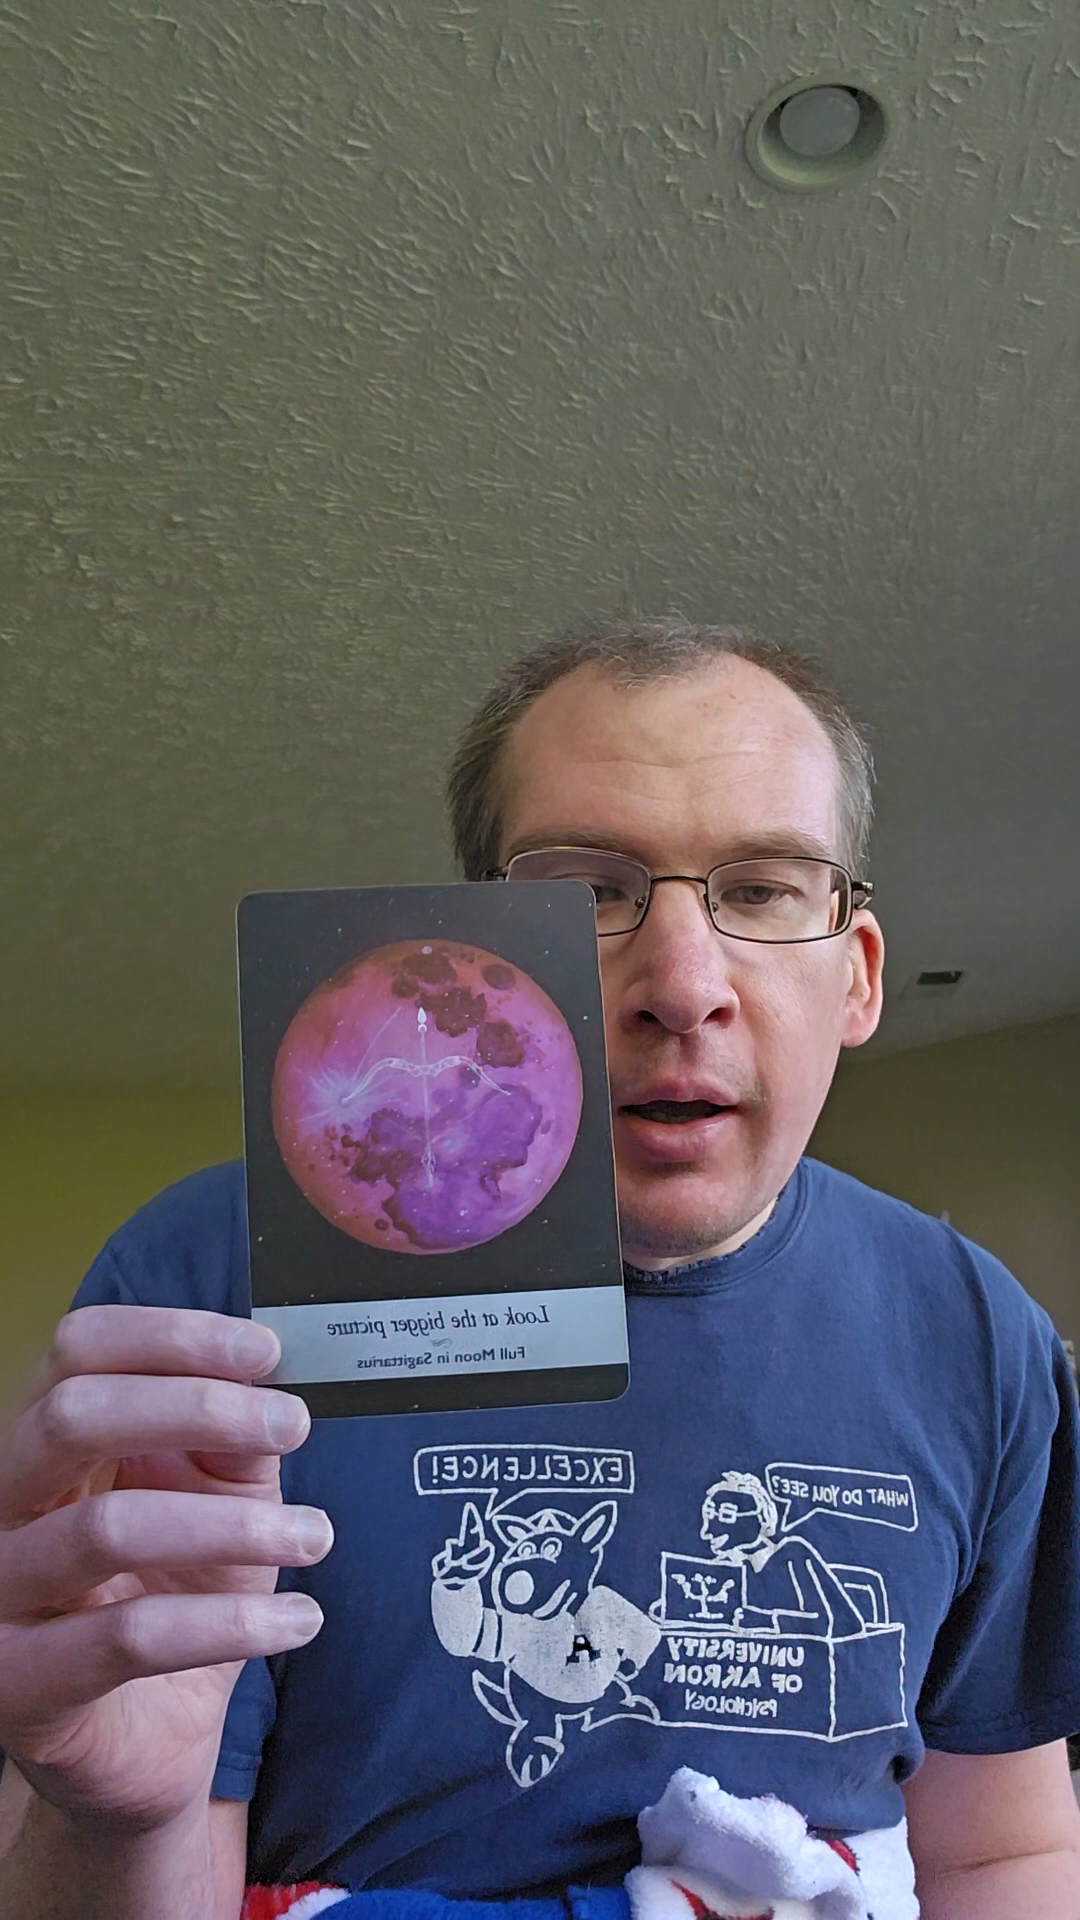 Look at the bigger picture
Full Moon in Sagittarius
EXCELLENCE!
WHAT DO YOU SEE?
A
UNIVERSITY
OF AKRON
PSYCHOLOGY